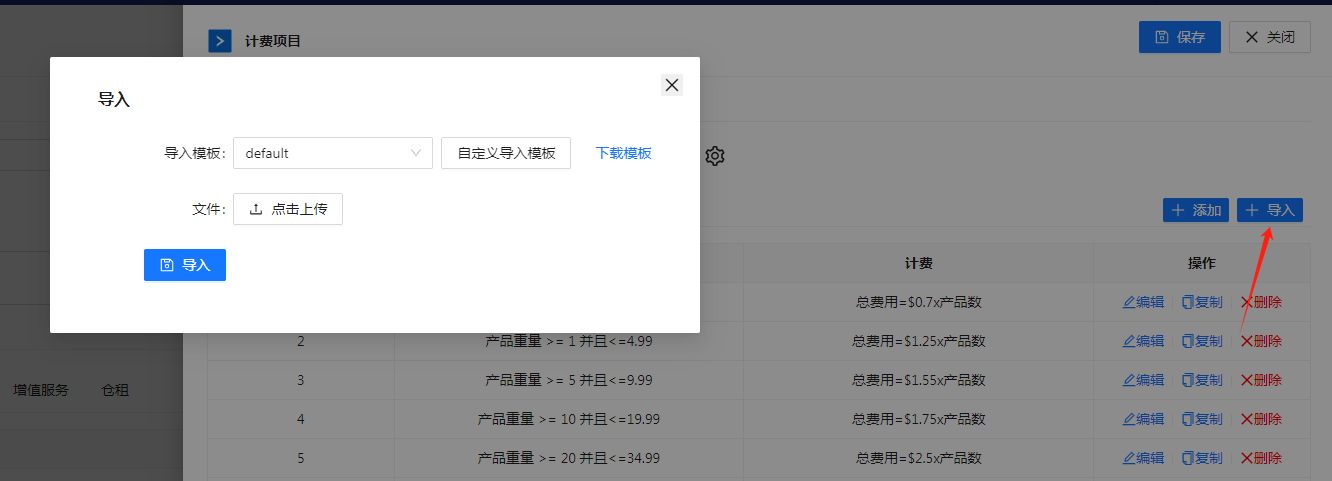 计费项目
保存
关闭
导入
导入模板: default 自定义导入模板 下载模板
文件: 点击上传
导入
添加 导入
计费 操作
总费用=$0.7x产品数 编辑 复制 删除
2 产品重量 >= 1 并且<=4.99 总费用=$1.25x产品数 编辑 复制 删除
3 产品重量 >= 5 并且<=9.99 总费用=$1.55x产品数 编辑 复制 删除
4 产品重量 >= 10 并且<=19.99 总费用=$1.75x产品数 编辑 复制 删除
5 产品重量 >= 20 并且<=34.99 总费用=$2.5x产品数 编辑 复制 删除
增值服务 仓租